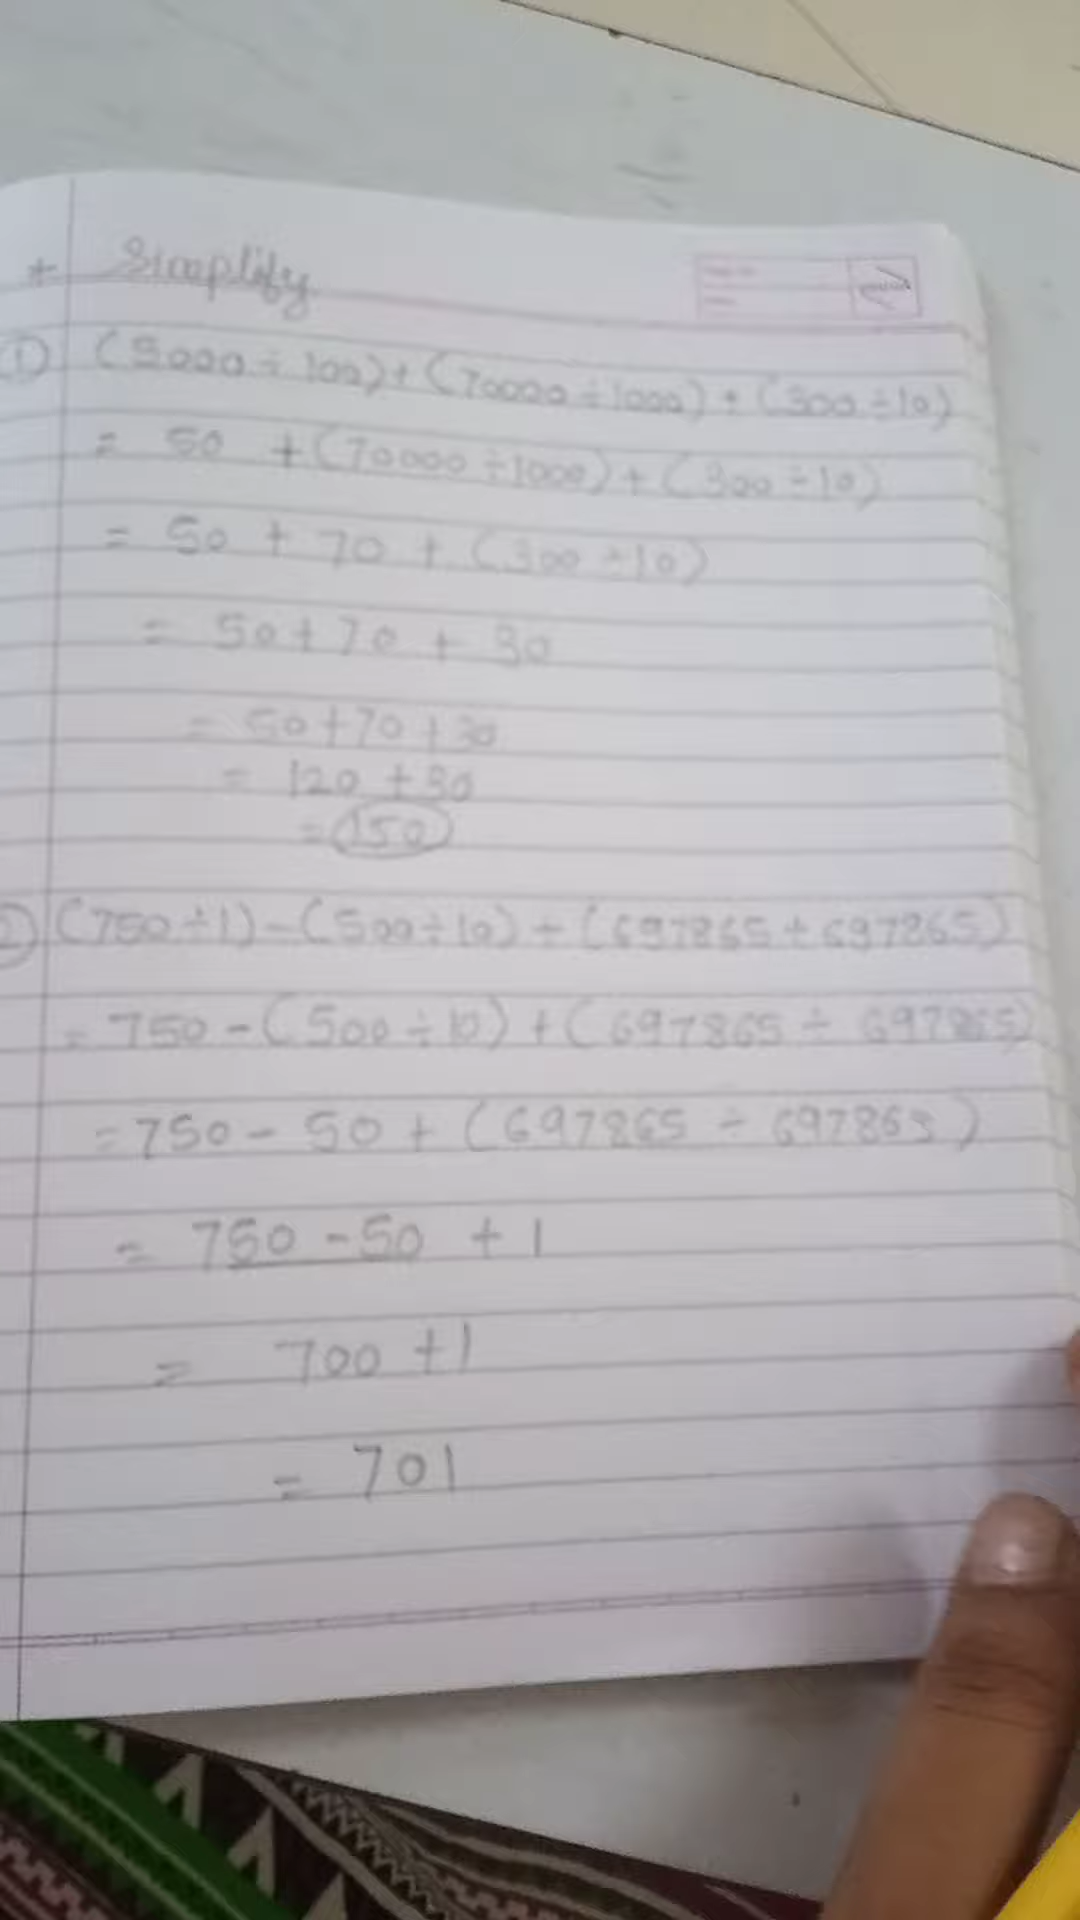 + Simplify
① (5000 ÷ 100) + (70000 ÷ 1000) + (300 ÷ 10)
= 50 + (70000 ÷ 1000) + (300 ÷ 10)
= 50 + 70 + (300 ÷ 10)
= 50 + 70 + 30
= 50 + 70 + 30
= 120 + 30
= 150
2) (750 ÷ 1) - (500 ÷ 10) + (697865 ÷ 697865)
= 750 - (500 ÷ 10) + (697865 ÷ 697865)
= 750 - 50 + (697865 ÷ 697865)
= 750 - 50 + 1
= 700 + 1
= 701